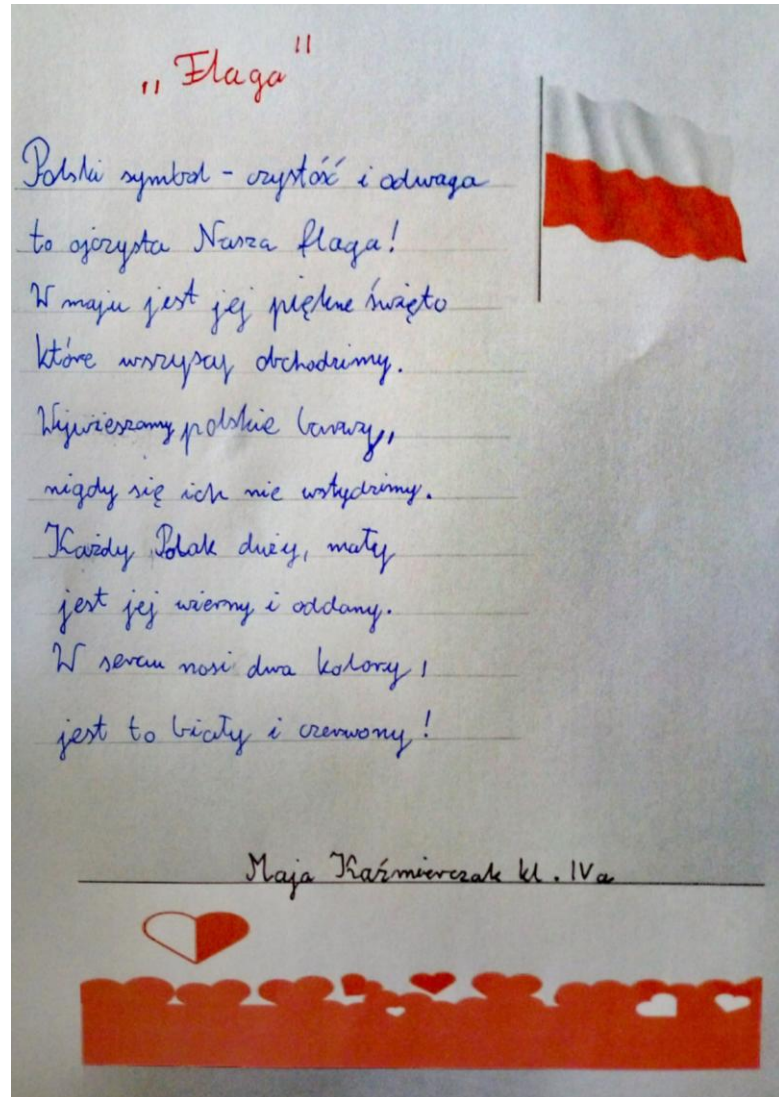 „Flaga"
Polski symbol - czystość i odwaga
to ojczysta Nasza flaga!
W maju jest jej piękne święto
które wszyscy obchodzimy.
Wywieszamy polskie barwy,
nigdy się ich nie wstydzimy.
Każdy Polak duży, mały
jest jej wierny i oddany.
W sercu nosi dwa kolory,
jest to biały i czerwony!
Maja Kaźmierczak kl. IVa